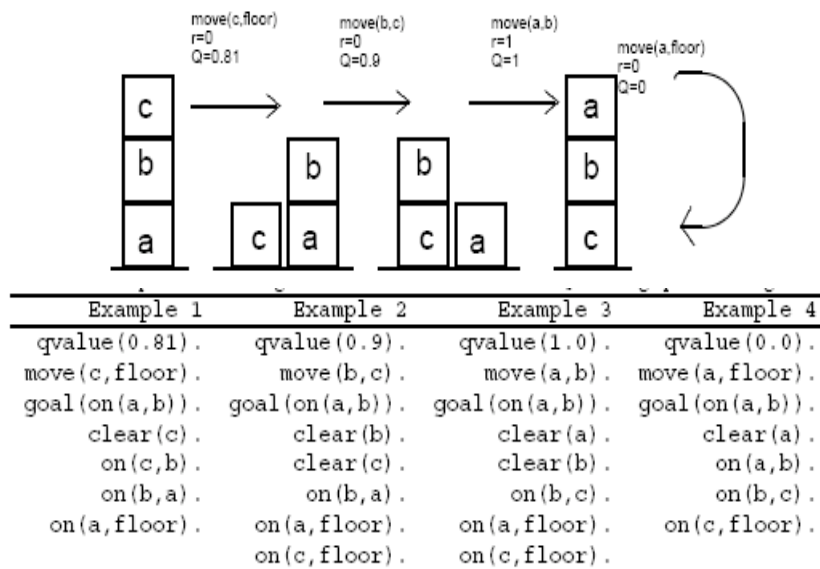 move(c,floor)
r=0
Q=0.81
move(b,c)
r=0
Q=0.9
move(a,b)
r=1
Q=1
move(a,floor)
r=0
Q=0
c
b
a
b
c a
b
c a
a
b
c
Example 1 Example 2 Example 3 Example 4
qvalue(0.81). qvalue(0.9). qvalue(1.0). qvalue(0.0).
move(c,floor). move(b,c). move(a,b). move(a,floor).
goal(on(a,b)). goal(on(a,b)). goal(on(a,b)). goal(on(a,b)).
clear(c). clear(b). clear(a). clear(a).
on(c,b). clear(c). clear(b). on(a,b).
on(b,a). on(b,a). on(b,c). on(b,c).
on(a,floor). on(a,floor). on(a,floor). on(c,floor).
on(c,floor). on(c,floor).